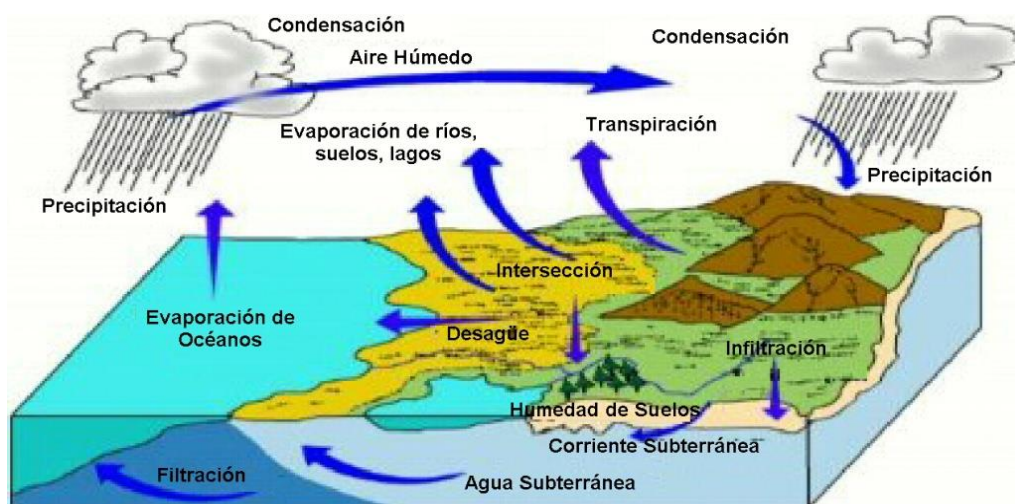 Condensación
Condensación
Aire Húmedo
Evaporación de ríos,
suelos, lagos
Transpiración
Precipitación
Precipitación
Intersección
Evaporación de
Océanos
Desagüe
Infiltración
Humedad de Suelos
Corriente Subterránea
Filtración
Agua Subterránea